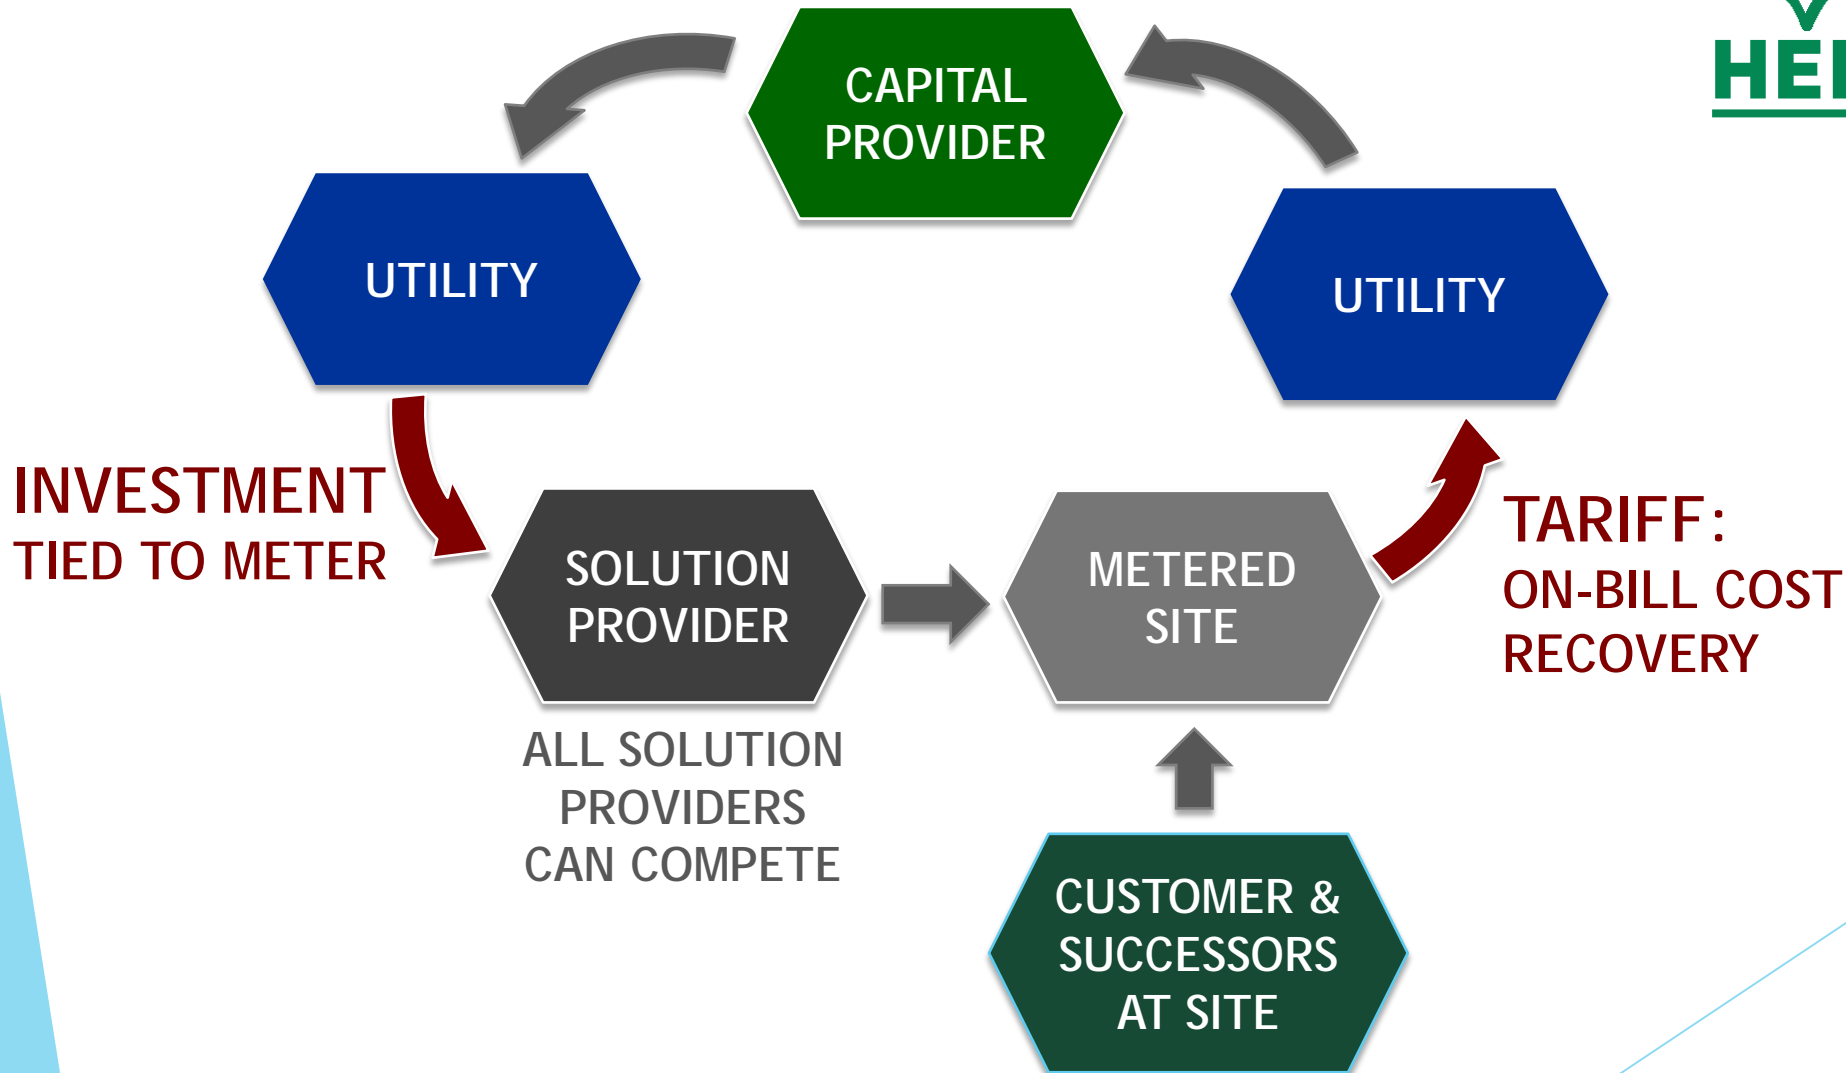 CAPITAL
PROVIDER
UTILITY
UTILITY
INVESTMENT
TIED TO METER
SOLUTION
PROVIDER
METERED
SITE
TARIFF:
ON-BILL COST
RECOVERY
ALL SOLUTION
PROVIDERS
CAN COMPETE
CUSTOMER &
SUCCESSORS
AT SITE